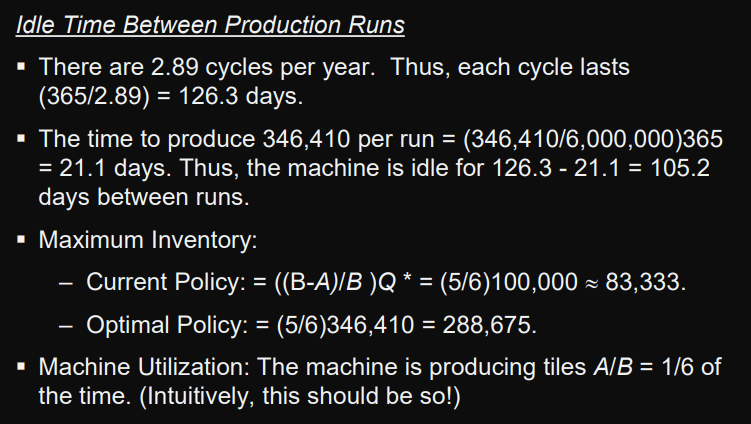 Idle Time Between Production Runs
▪ There are 2.89 cycles per year.  Thus, each cycle lasts
(365/2.89) = 126.3 days.
▪ The time to produce 346,410 per run = (346,410/6,000,000)365
= 21.1 days. Thus, the machine is idle for 126.3 - 21.1 = 105.2
days between runs.
▪ Maximum Inventory:
– Current Policy: = ((B-A)/B )Q * = (5/6)100,000 ≈ 83,333.
– Optimal Policy: = (5/6)346,410 = 288,675.
▪ Machine Utilization: The machine is producing tiles A/B = 1/6 of
the time. (Intuitively, this should be so!)